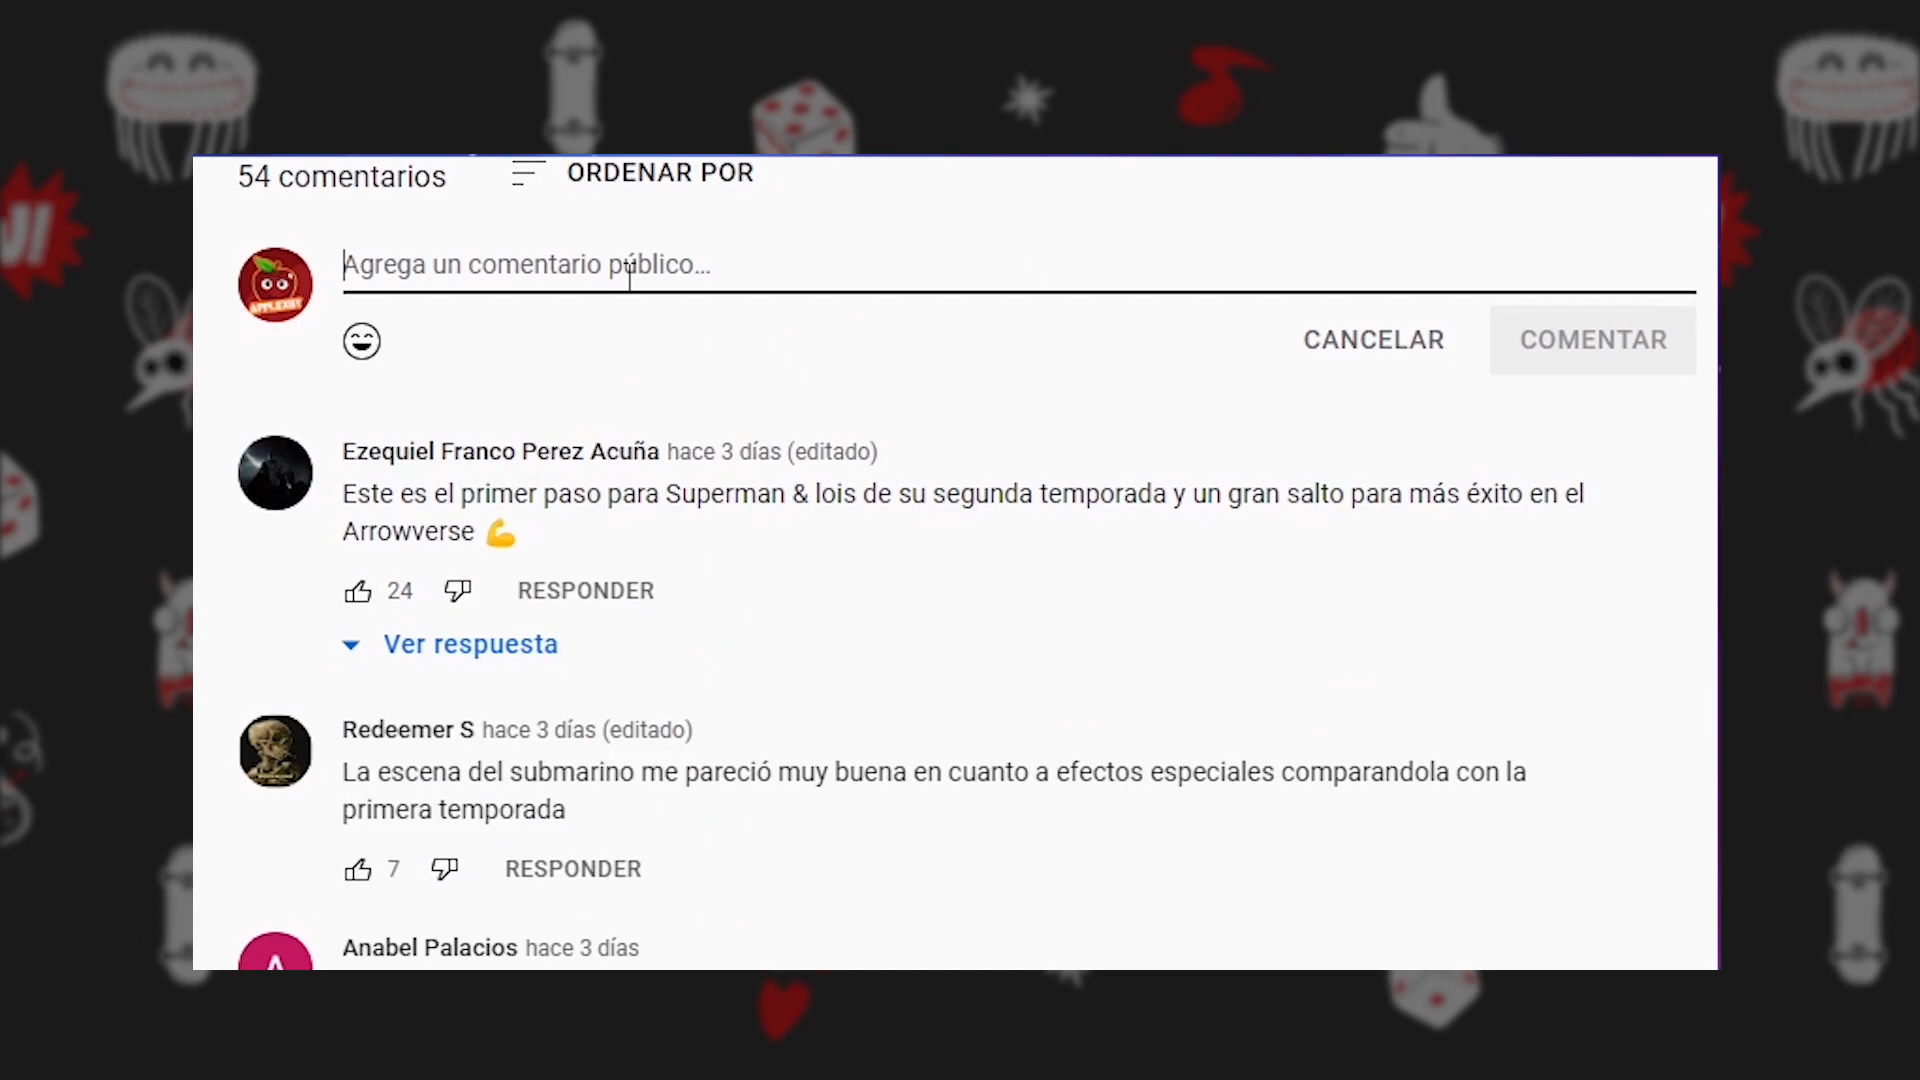 54 comentarios
ORDENAR POR
Agrega un comentario público...
CANCELAR
COMENTAR
Ezequiel Franco Perez Acuña hace 3 días (editado)
Este es el primer paso para Superman & lois de su segunda temporada y un gran salto para más éxito en el
Arrowverse 💪
24
RESPONDER
Ver respuesta
Redeemer S hace 3 días (editado)
La escena del submarino me pareció muy buena en cuanto a efectos especiales comparandola con la
primera temporada
7
RESPONDER
Anabel Palacios hace 3 días
A